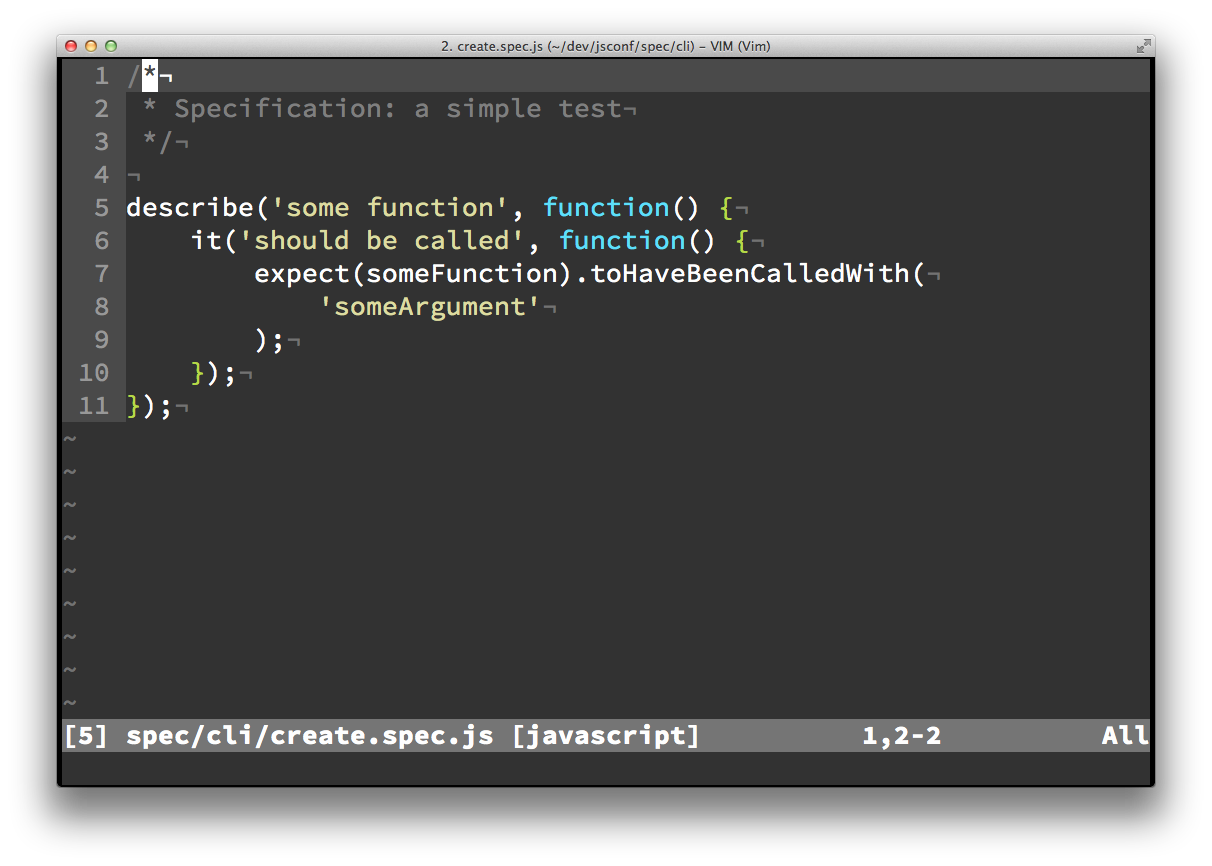 2. create.spec.js (~/dev/jsconf/spec/cli) – VIM (Vim)
1 /*¬
2  * Specification: a simple test¬
3  */¬
4 ¬
5 describe('some function', function() {¬
6     it('should be called', function() {¬
7         expect(someFunction).toHaveBeenCalledWith(¬
8             'someArgument'¬
9         );¬
10     });¬
11 });¬
~
~
~
~
~
~
~
~
~
[5] spec/cli/create.spec.js [javascript] 1,2-2 All